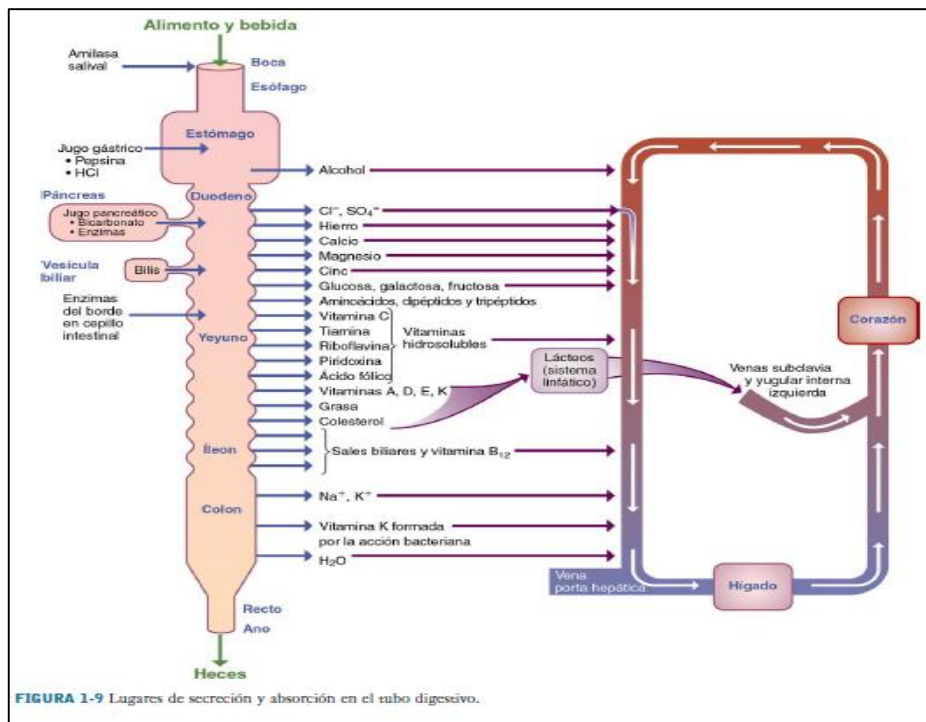 Alimento y bebida
Amilasa
salival
Boca
Esófago
Estómago
Jugo gástrico
• Pepsina
• HCl
Alcohol
Páncreas
Duodeno
Jugo pancreático
• Bicarbonato
• Enzimas
Cl⁻, SO₄⁼
Hierro
Calcio
Magnesio
Vesícula
biliar
Bilis
Cinc
Glucosa, galactosa, fructosa
Aminoácidos, dipéptidos y tripéptidos
Enzimas
del borde
en cepillo
intestinal
Yeyuno
Vitamina C
Tiamina
Riboflavina
Piridoxina
Ácido fólico
Vitaminas
hidrosolubles
Vitaminas A, D, E, K
Grasa
Colesterol
Lácteos
(sistema
linfático)
Venas subclavia
y yugular interna
izquierda
Corazón
Íleon
Sales biliares y vitamina B₁₂
Colon
Na⁺, K⁺
Vitamina K formada
por la acción bacteriana
H₂O
Vena
porta hepática
Hígado
Recto
Ano
Heces
FIGURA 1-9 Lugares de secreción y absorción en el tubo digestivo.